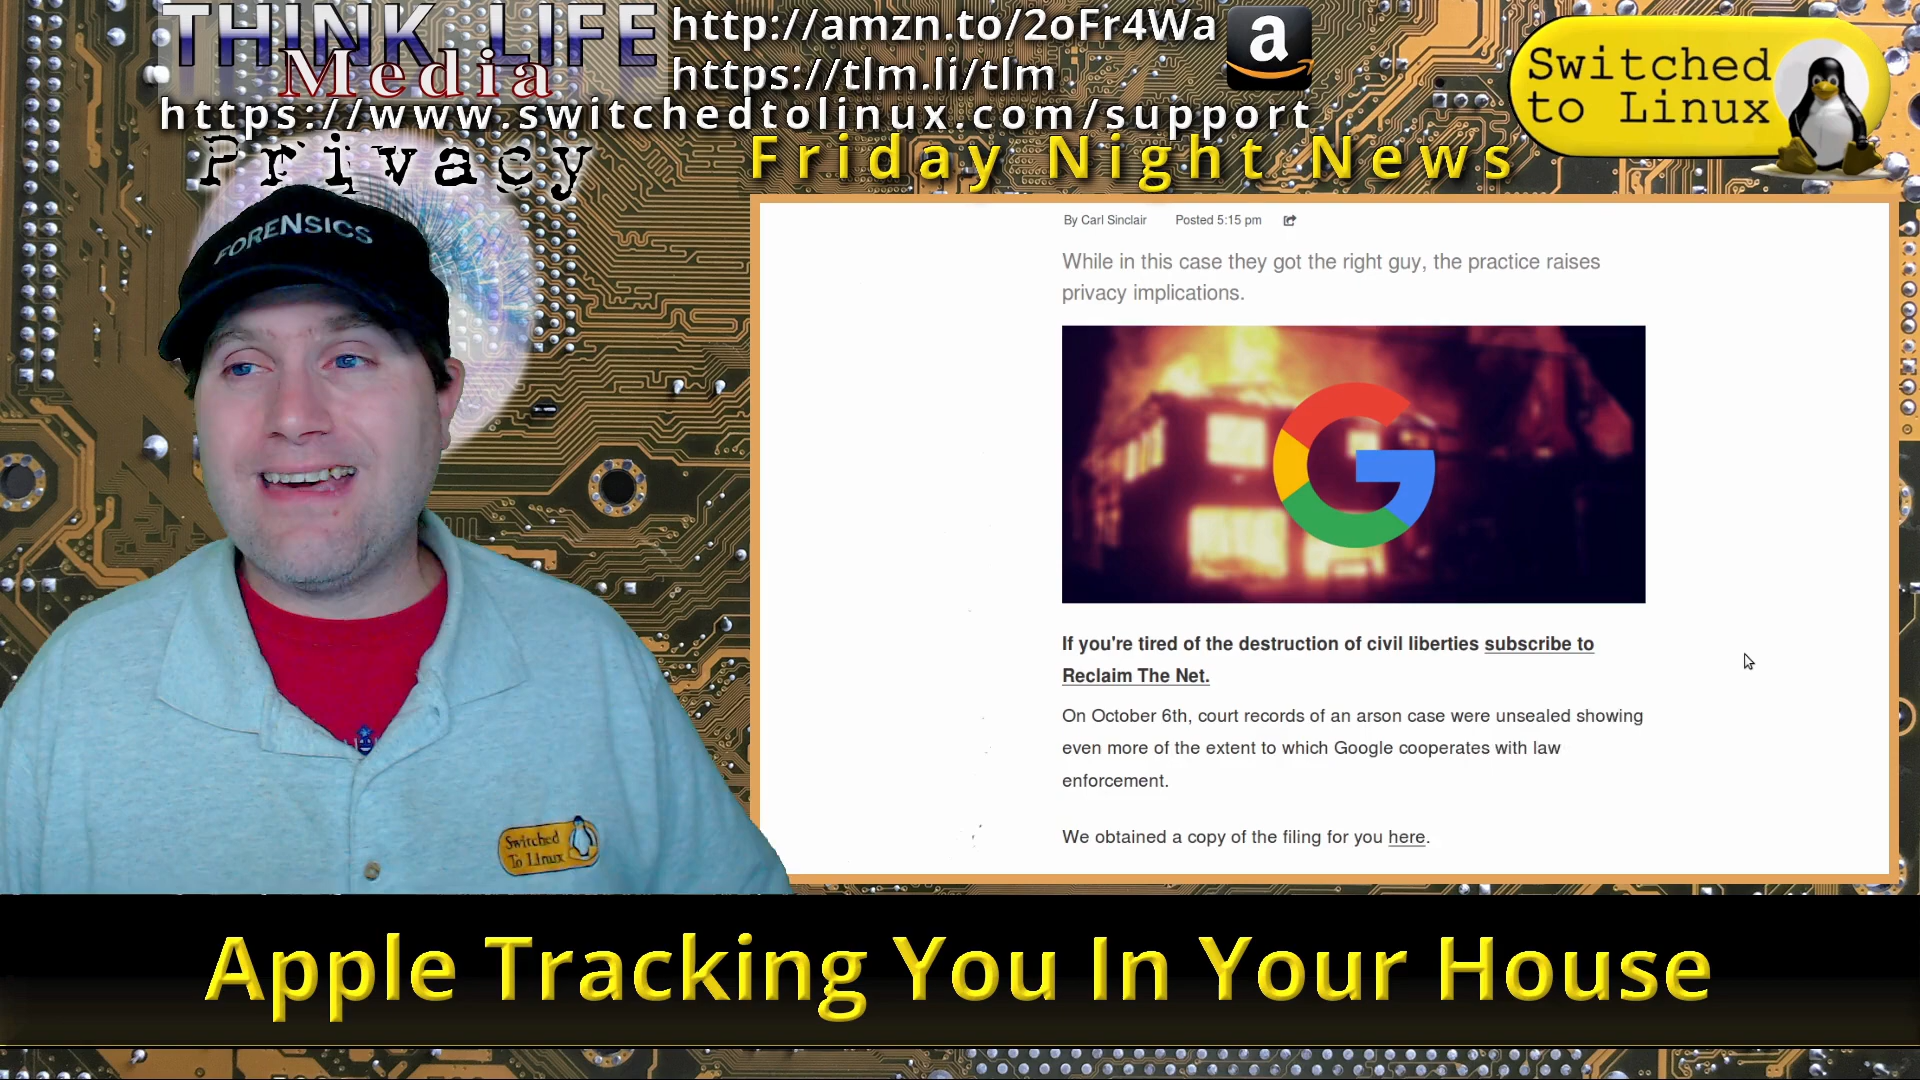 THINK LIFE
Media
http://amzn.to/2oFr4Wa
a
https://tlm.li/tlm
https://www.switchedtolinux.com/support
Privacy
Friday Night News
Switched
to Linux
FORENSICS
By Carl Sinclair Posted 5:15 pm
While in this case they got the right guy, the practice raises
privacy implications.
G
If you're tired of the destruction of civil liberties subscribe to
Reclaim The Net.
On October 6th, court records of an arson case were unsealed showing
even more of the extent to which Google cooperates with law
enforcement.
We obtained a copy of the filing for you here.
Switched
To Linux
Apple Tracking You In Your House